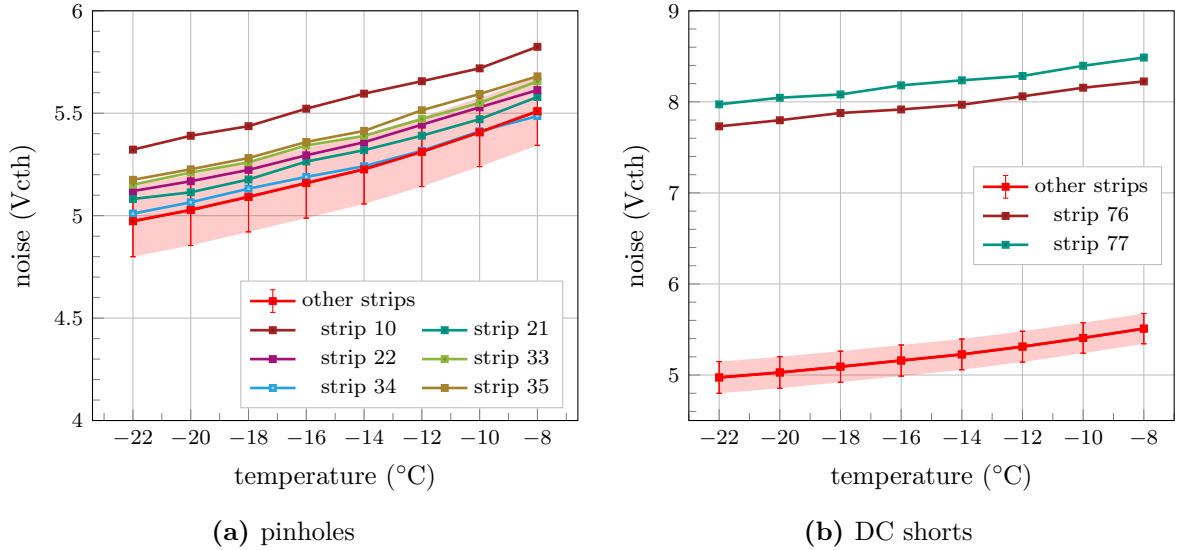 6
5.5
5
4.5
4
noise (Vcth)
other strips
strip 10 strip 21
strip 22 strip 33
strip 34 strip 35
−22 −20 −18 −16 −14 −12 −10 −8
temperature (°C)
(a) pinholes
9
8
7
6
5
noise (Vcth)
other strips
strip 76
strip 77
−22 −20 −18 −16 −14 −12 −10 −8
temperature (°C)
(b) DC shorts